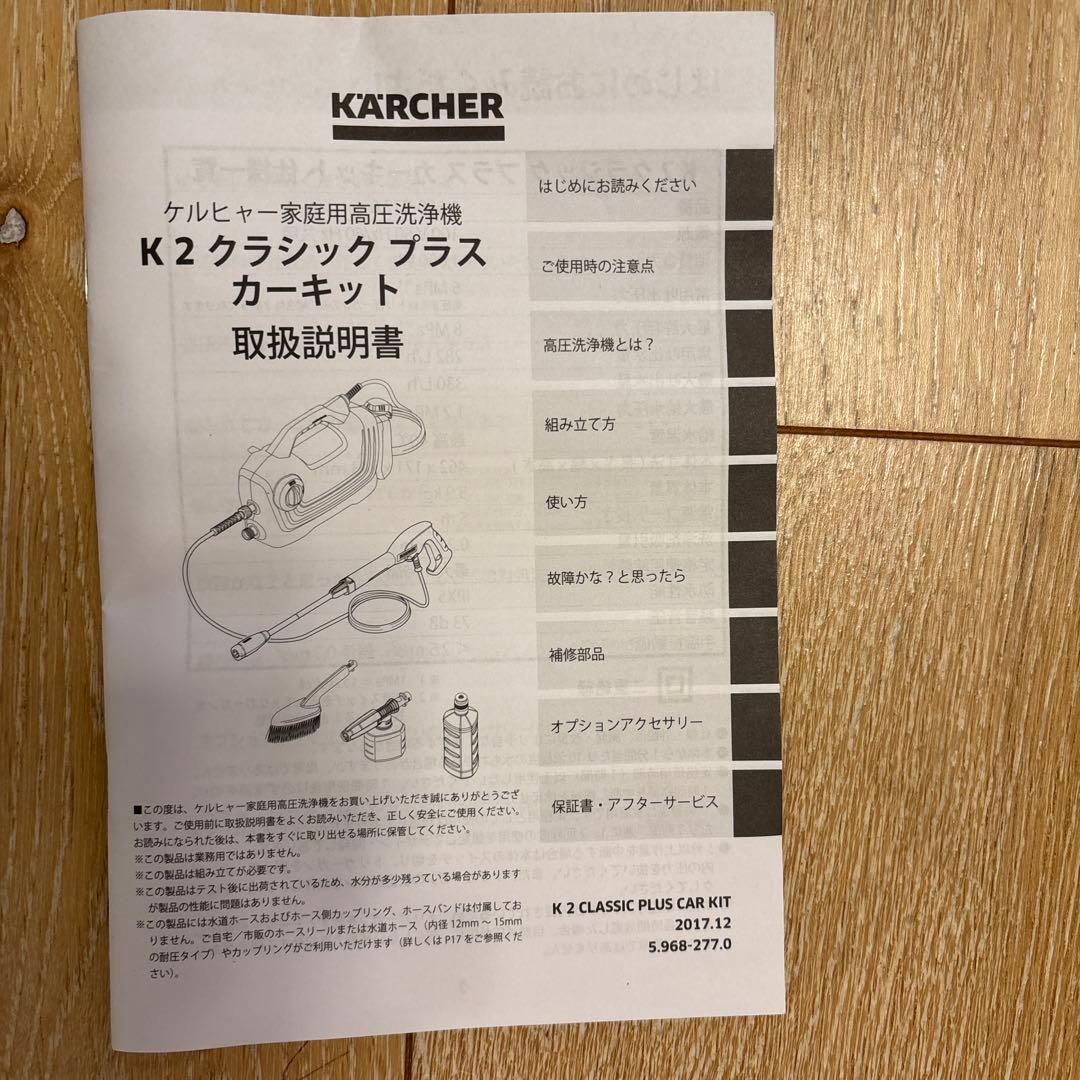 KÄRCHER
ケルヒャー家庭用高圧洗浄機
K 2 クラシック プラス
カーキット
取扱説明書
はじめにお読みください
ご使用時の注意点
高圧洗浄機とは？
組み立て方
使い方
故障かな？と思ったら
補修部品
オプションアクセサリー
保証書・アフターサービス
■この度は、ケルヒャー家庭用高圧洗浄機をお買い上げいただき誠にありがとうござ
います。ご使用前に取扱説明書をよくお読みいただき、正しく安全にご使用ください。
お読みになられた後は、本書をすぐに取り出せる場所に保管してください。
※この製品は業務用ではありません。
※この製品は組み立てが必要です。
※この製品はテスト後に出荷されているため、水分が多少残っている場合があります
が製品の性能に問題はありません。
※この製品には水道ホースおよびホース側カップリング、ホースバンドは付属してお
りません。ご自宅／市販のホースリールまたは水道ホース（内径 12mm ～ 15mm
の耐圧タイプ）やカップリングがご利用いただけます（詳しくは P17 をご参照くだ
さい）。
K 2 CLASSIC PLUS CAR KIT
2017.12
5.968-277.0